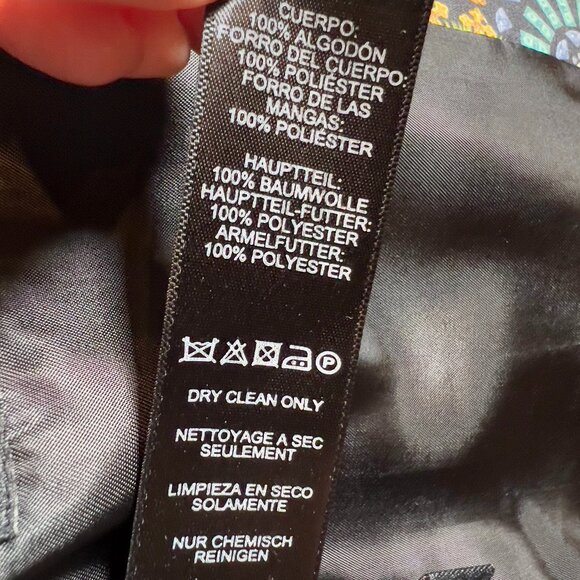 CUERPO:
100% ALGODÓN
FORRO DEL CUERPO:
100% POLIÉSTER
FORRO DE LAS
MANGAS:
100% POLIÉSTER
HAUPTTEIL:
100% BAUMWOLLE
HAUPTTEIL-FUTTER:
100% POLYESTER
ARMELFUTTER:
100% POLYESTER
P
DRY CLEAN ONLY
NETTOYAGE A SEC
SEULEMENT
LIMPIEZA EN SECO
SOLAMENTE
NUR CHEMISCH
REINIGEN